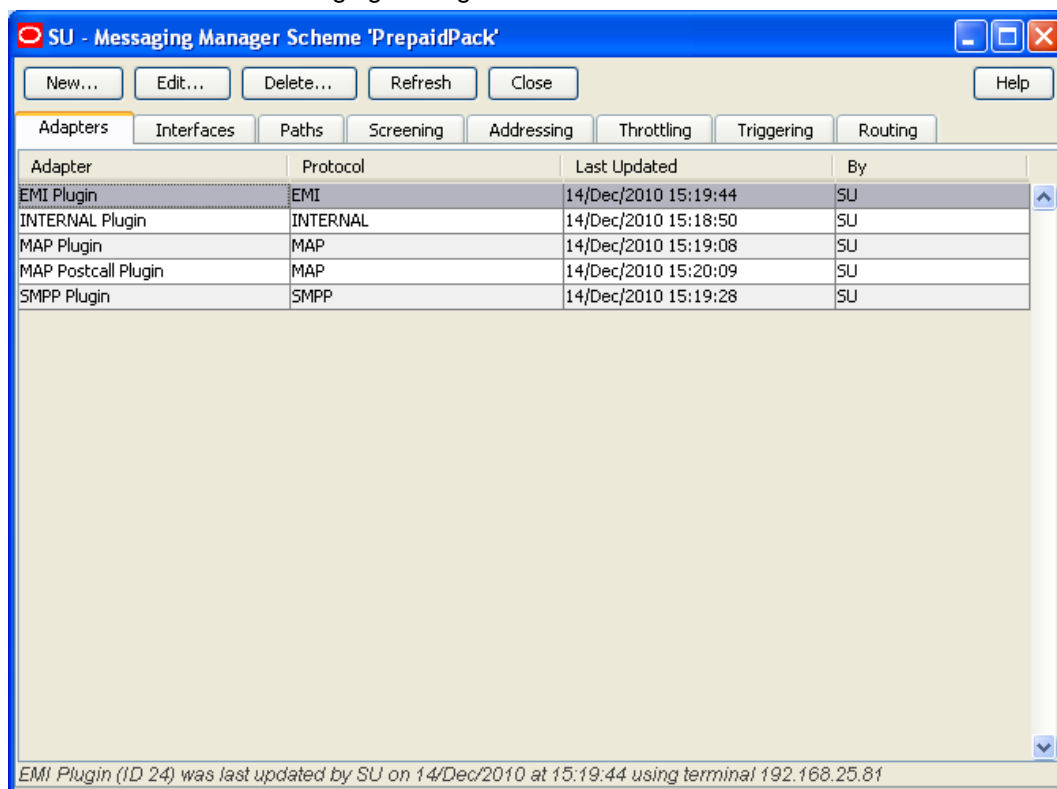 SU - Messaging Manager Scheme 'PrepaidPack'
New... Edit... Delete... Refresh Close Help
Adapters Interfaces Paths Screening Addressing Throttling Triggering Routing
Adapter Protocol Last Updated By
EMI Plugin EMI 14/Dec/2010 15:19:44 SU
INTERNAL Plugin INTERNAL 14/Dec/2010 15:18:50 SU
MAP Plugin MAP 14/Dec/2010 15:19:08 SU
MAP Postcall Plugin MAP 14/Dec/2010 15:20:09 SU
SMPP Plugin SMPP 14/Dec/2010 15:19:28 SU
EMI Plugin (ID 24) was last updated by SU on 14/Dec/2010 at 15:19:44 using terminal 192.168.25.81